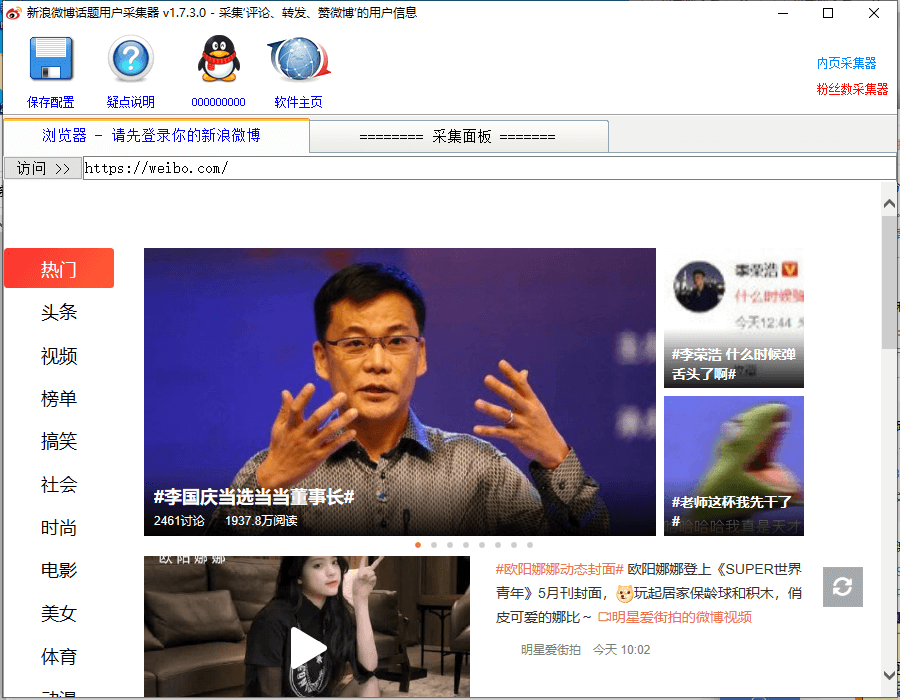 新浪微博话题用户采集器 v1.7.3.0 - 采集'评论、转发、赞微博'的用户信息
保存配置
疑点说明
000000000
软件主页
内页采集器
粉丝数采集器
浏览器 - 请先登录你的新浪微博
======== 采集面板 =======
访问 >>
https://weibo.com/
热门
头条
视频
榜单
搞笑
社会
时尚
电影
美女
体育
#李国庆当选当当董事长#
2461讨论 1937.8万阅读
李荣浩
什么时候
今天12:44
#李荣浩 什么时候弹
舌头了啊#
#老师这杯我先干了
#
哈哈哈我真是天才
欧阳娜娜
#欧阳娜娜动态封面# 欧阳娜娜登上《SUPER世界
青年》5月刊封面，玩起居家保龄球和积木，俏
皮可爱的娜比~ 明星爱街拍的微博视频
明星爱街拍 今天 10:02